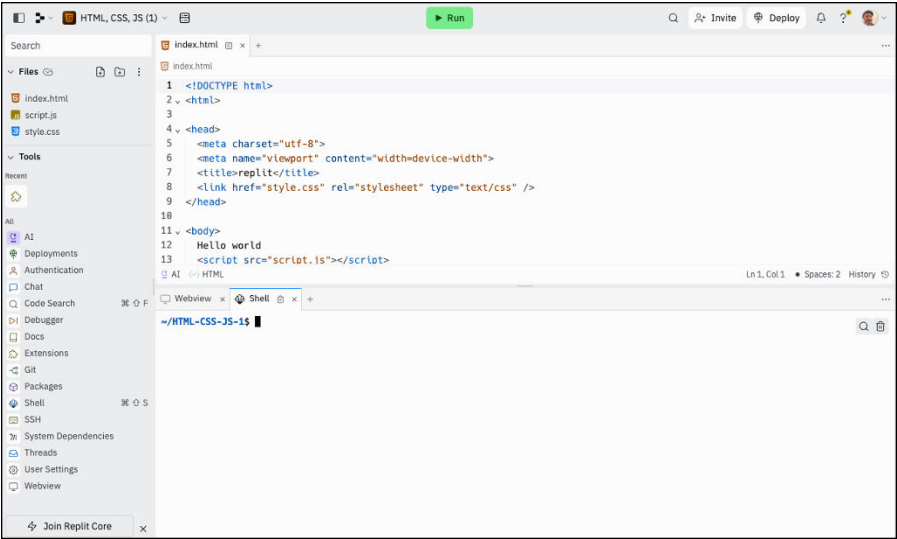 HTML, CSS, JS (1)
Run
Invite
Deploy
?
Search
Files
index.html
script.js
style.css
Tools
Recent
All
AI
Deployments
Authentication
Chat
Code Search ⌘ ⇧ F
Debugger
Docs
Extensions
Git
Packages
Shell ⌘ ⇧ S
SSH
System Dependencies
Threads
User Settings
Webview
Join Replit Core ×
index.html × +
index.html
1 <!DOCTYPE html>
2 <html>
3
4 <head>
5 <meta charset="utf-8">
6 <meta name="viewport" content="width=device-width">
7 <title>replit</title>
8 <link href="style.css" rel="stylesheet" type="text/css" />
9 </head>
10
11 <body>
12 Hello world
13 <script src="script.js"></script>
AI HTML Ln 1, Col 1 • Spaces: 2 History
Webview × Shell × +
~/HTML-CSS-JS-1$